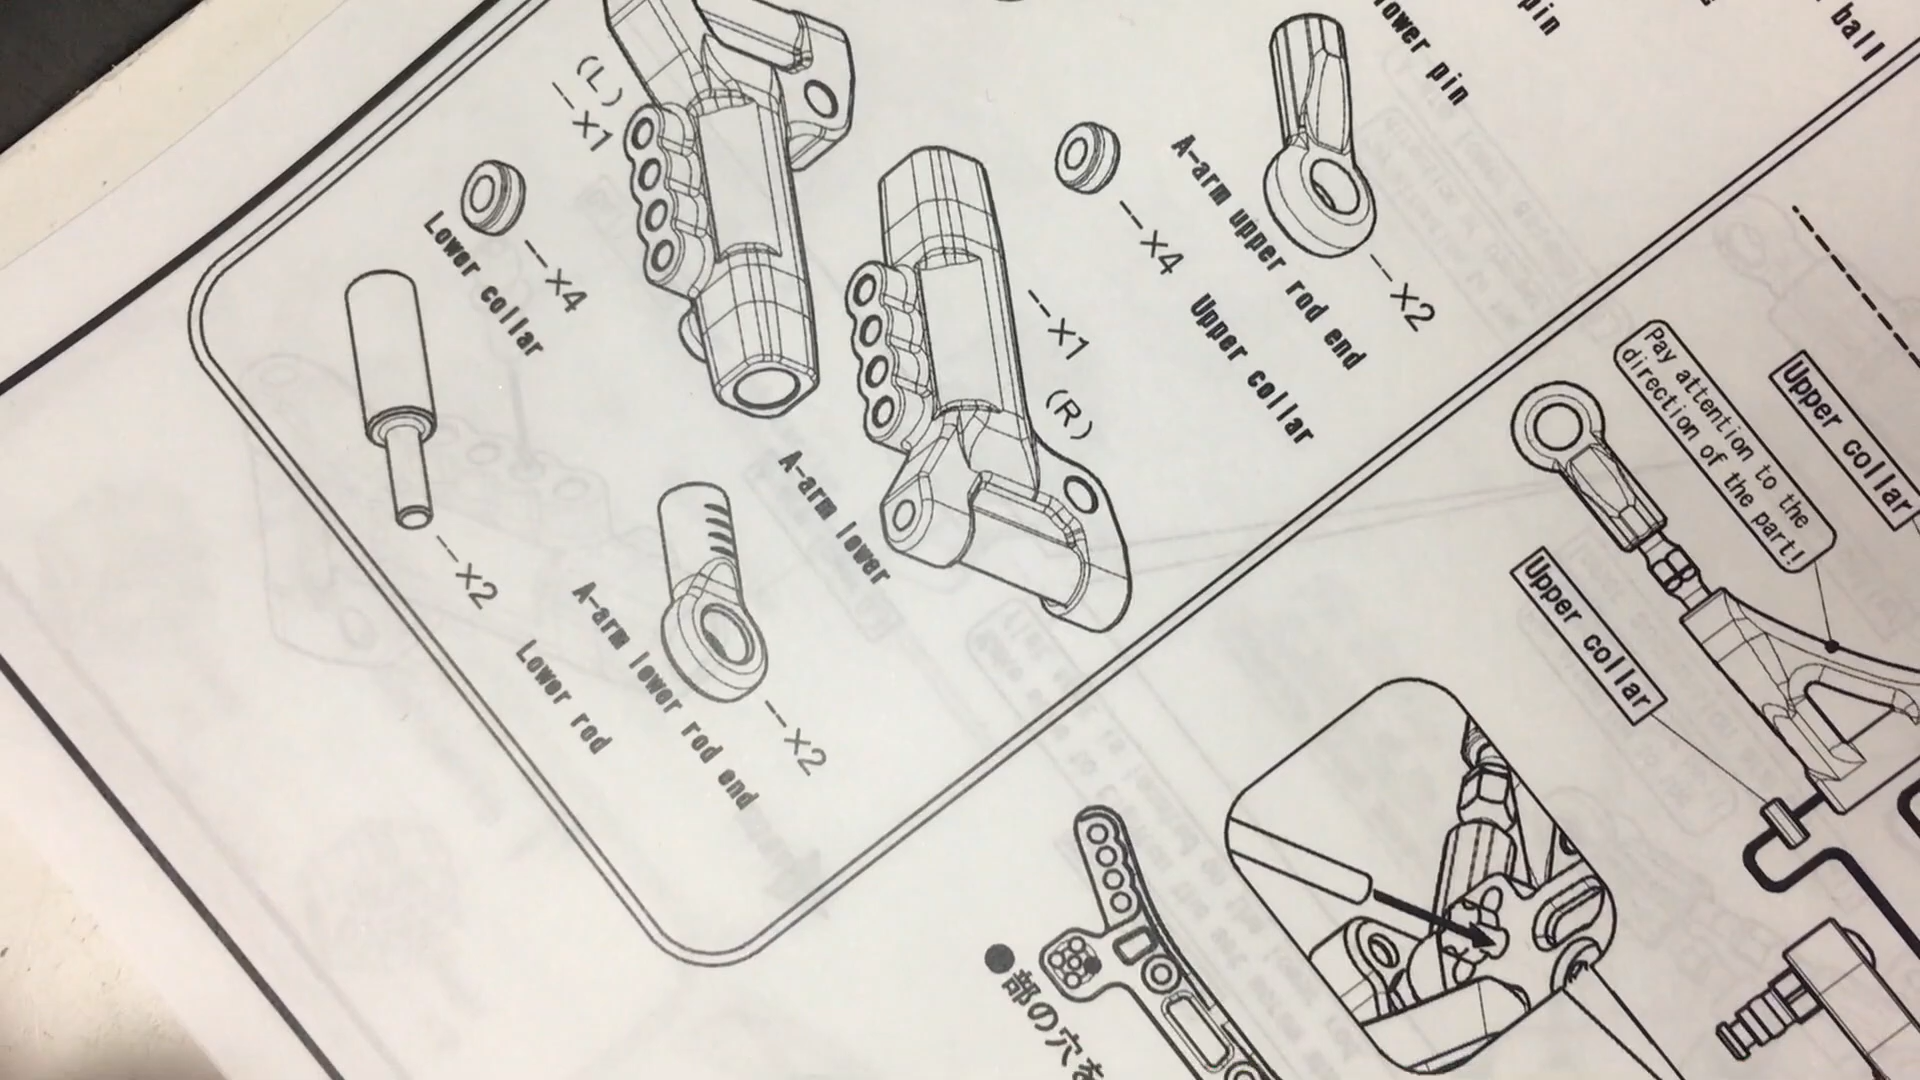 (L)
--X1
--X4
Lower collar
--X2
Lower rod
A-arm lower rod end
--X2
A-arm lower
--X1
(R)
--X4
Upper collar
A-arm upper rod end
--X2
lower pin
pin
ball
Pay attention to the
direction of the part!
Upper collar
Upper collar
●部の穴を